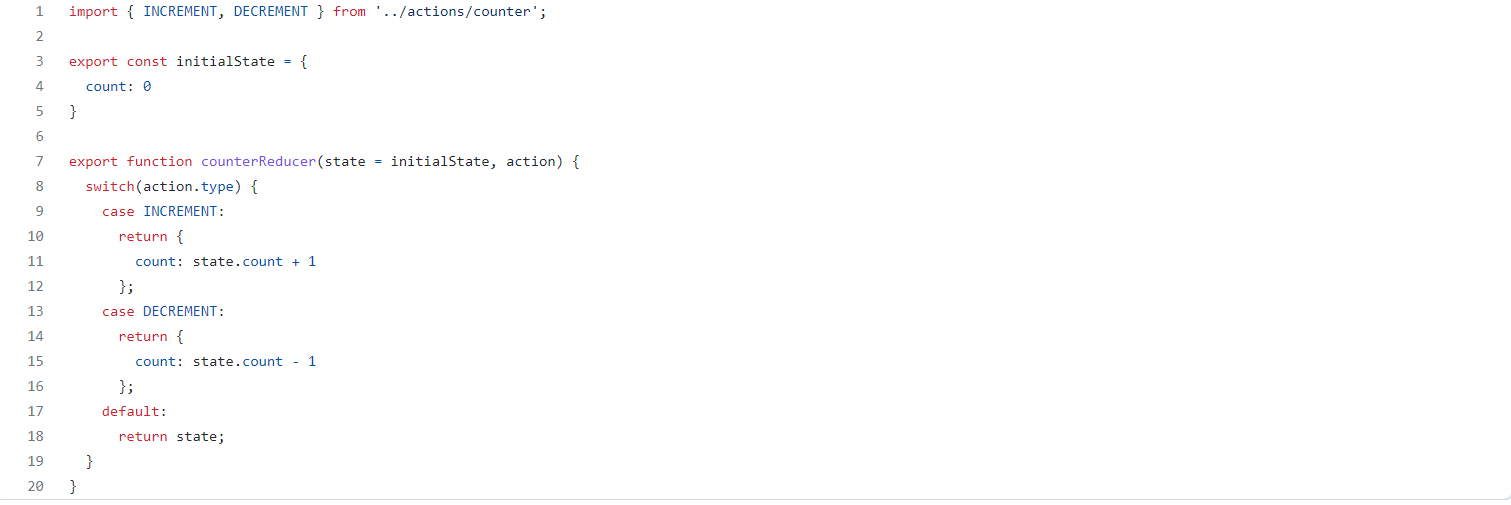 1 import { INCREMENT, DECREMENT } from '../actions/counter';
2
3 export const initialState = {
4   count: 0
5 }
6
7 export function counterReducer(state = initialState, action) {
8   switch(action.type) {
9     case INCREMENT:
10       return {
11         count: state.count + 1
12       };
13     case DECREMENT:
14       return {
15         count: state.count - 1
16       };
17     default:
18       return state;
19   }
20 }